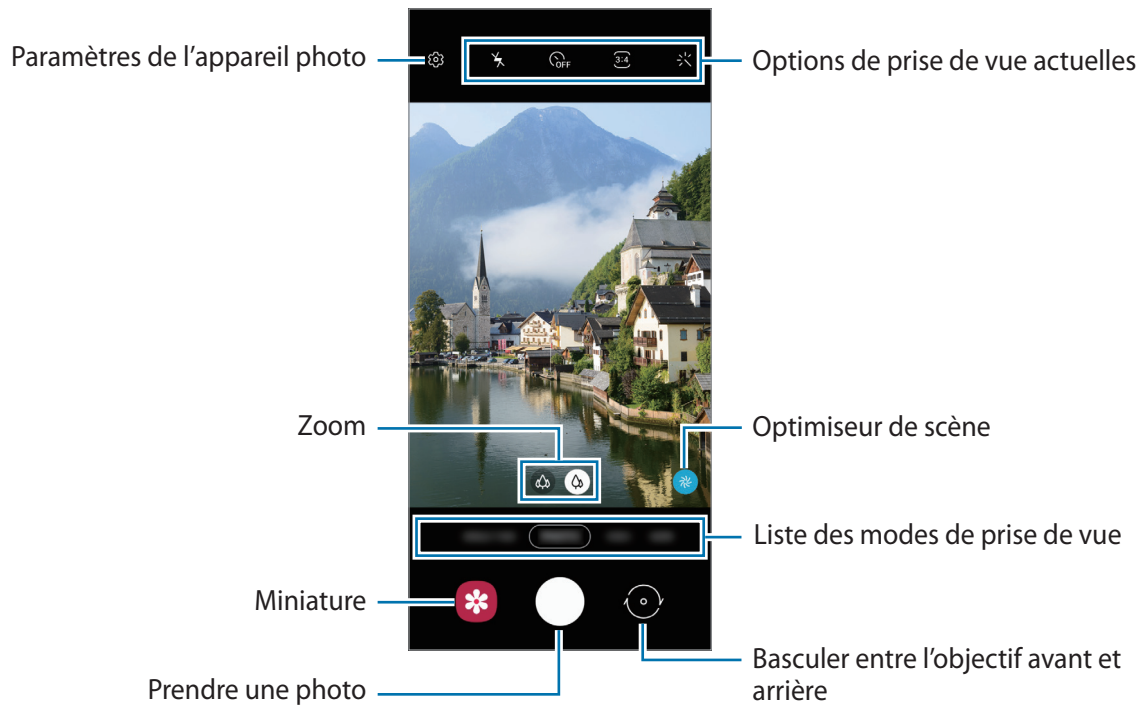 Paramètres de l'appareil photo
OFF
3:4
Options de prise de vue actuelles
Zoom
Optimiseur de scène
Liste des modes de prise de vue
Miniature
Prendre une photo
Basculer entre l'objectif avant et
arrière